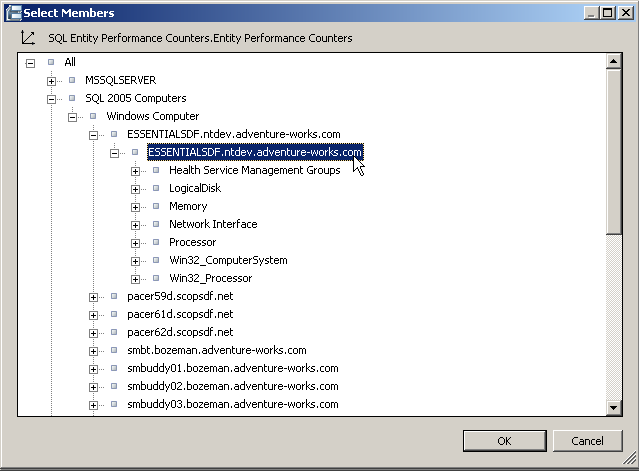 Select Members
SQL Entity Performance Counters.Entity Performance Counters
All
MSSQLSERVER
SQL 2005 Computers
Windows Computer
ESSENTIALSDF.ntdev.adventure-works.com
ESSENTIALSDF.ntdev.adventure-works.com
Health Service Management Groups
LogicalDisk
Memory
Network Interface
Processor
Win32_ComputerSystem
Win32_Processor
pacer59d.scopsdf.net
pacer61d.scopsdf.net
pacer62d.scopsdf.net
smbt.bozeman.adventure-works.com
smbuddy01.bozeman.adventure-works.com
smbuddy02.bozeman.adventure-works.com
smbuddy03.bozeman.adventure-works.com
OK
Cancel